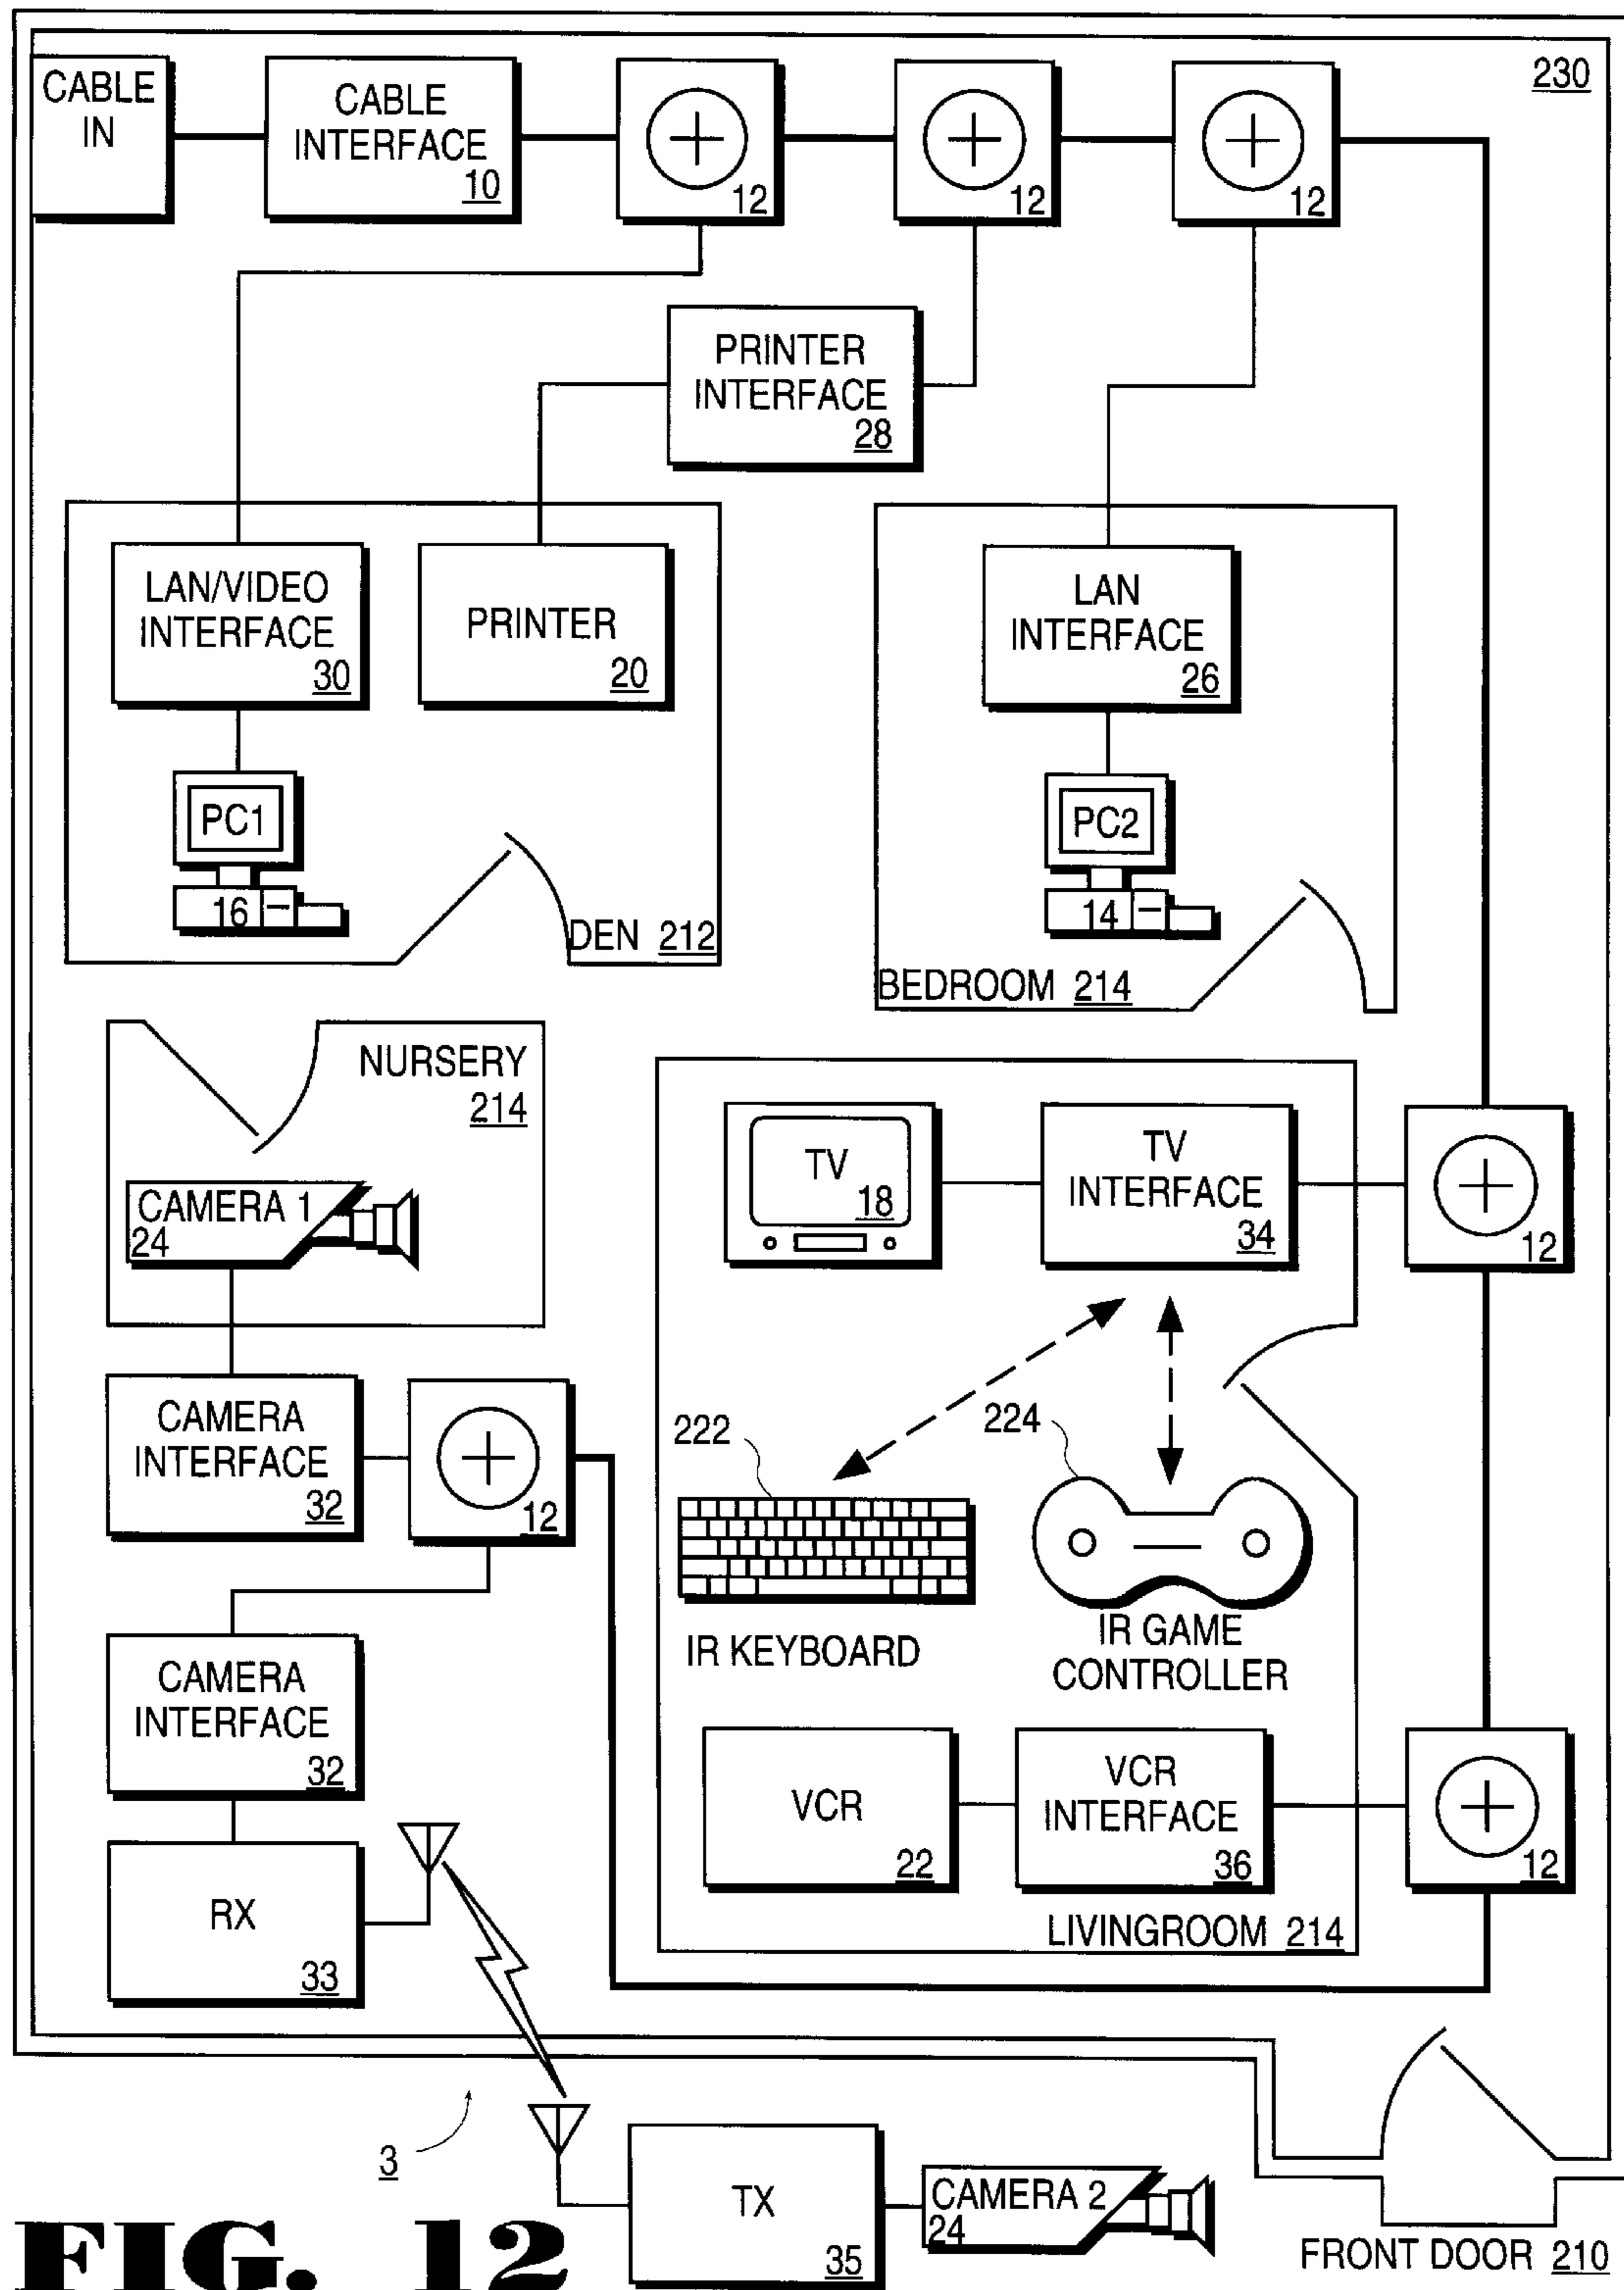 230
CABLE
IN
CABLE
INTERFACE
10
12
12
12
PRINTER
INTERFACE
28
LAN/VIDEO
INTERFACE
30
PRINTER
20
LAN
INTERFACE
26
PC1
16
PC2
14
DEN 212
BEDROOM 214
NURSERY
214
CAMERA 1
24
TV
18
TV
INTERFACE
34
12
CAMERA
INTERFACE
32
12
222
224
IR KEYBOARD
IR GAME
CONTROLLER
CAMERA
INTERFACE
32
VCR
22
VCR
INTERFACE
36
12
RX
33
LIVINGROOM 214
3
TX
35
CAMERA 2
24
FRONT DOOR 210
FIG. 12